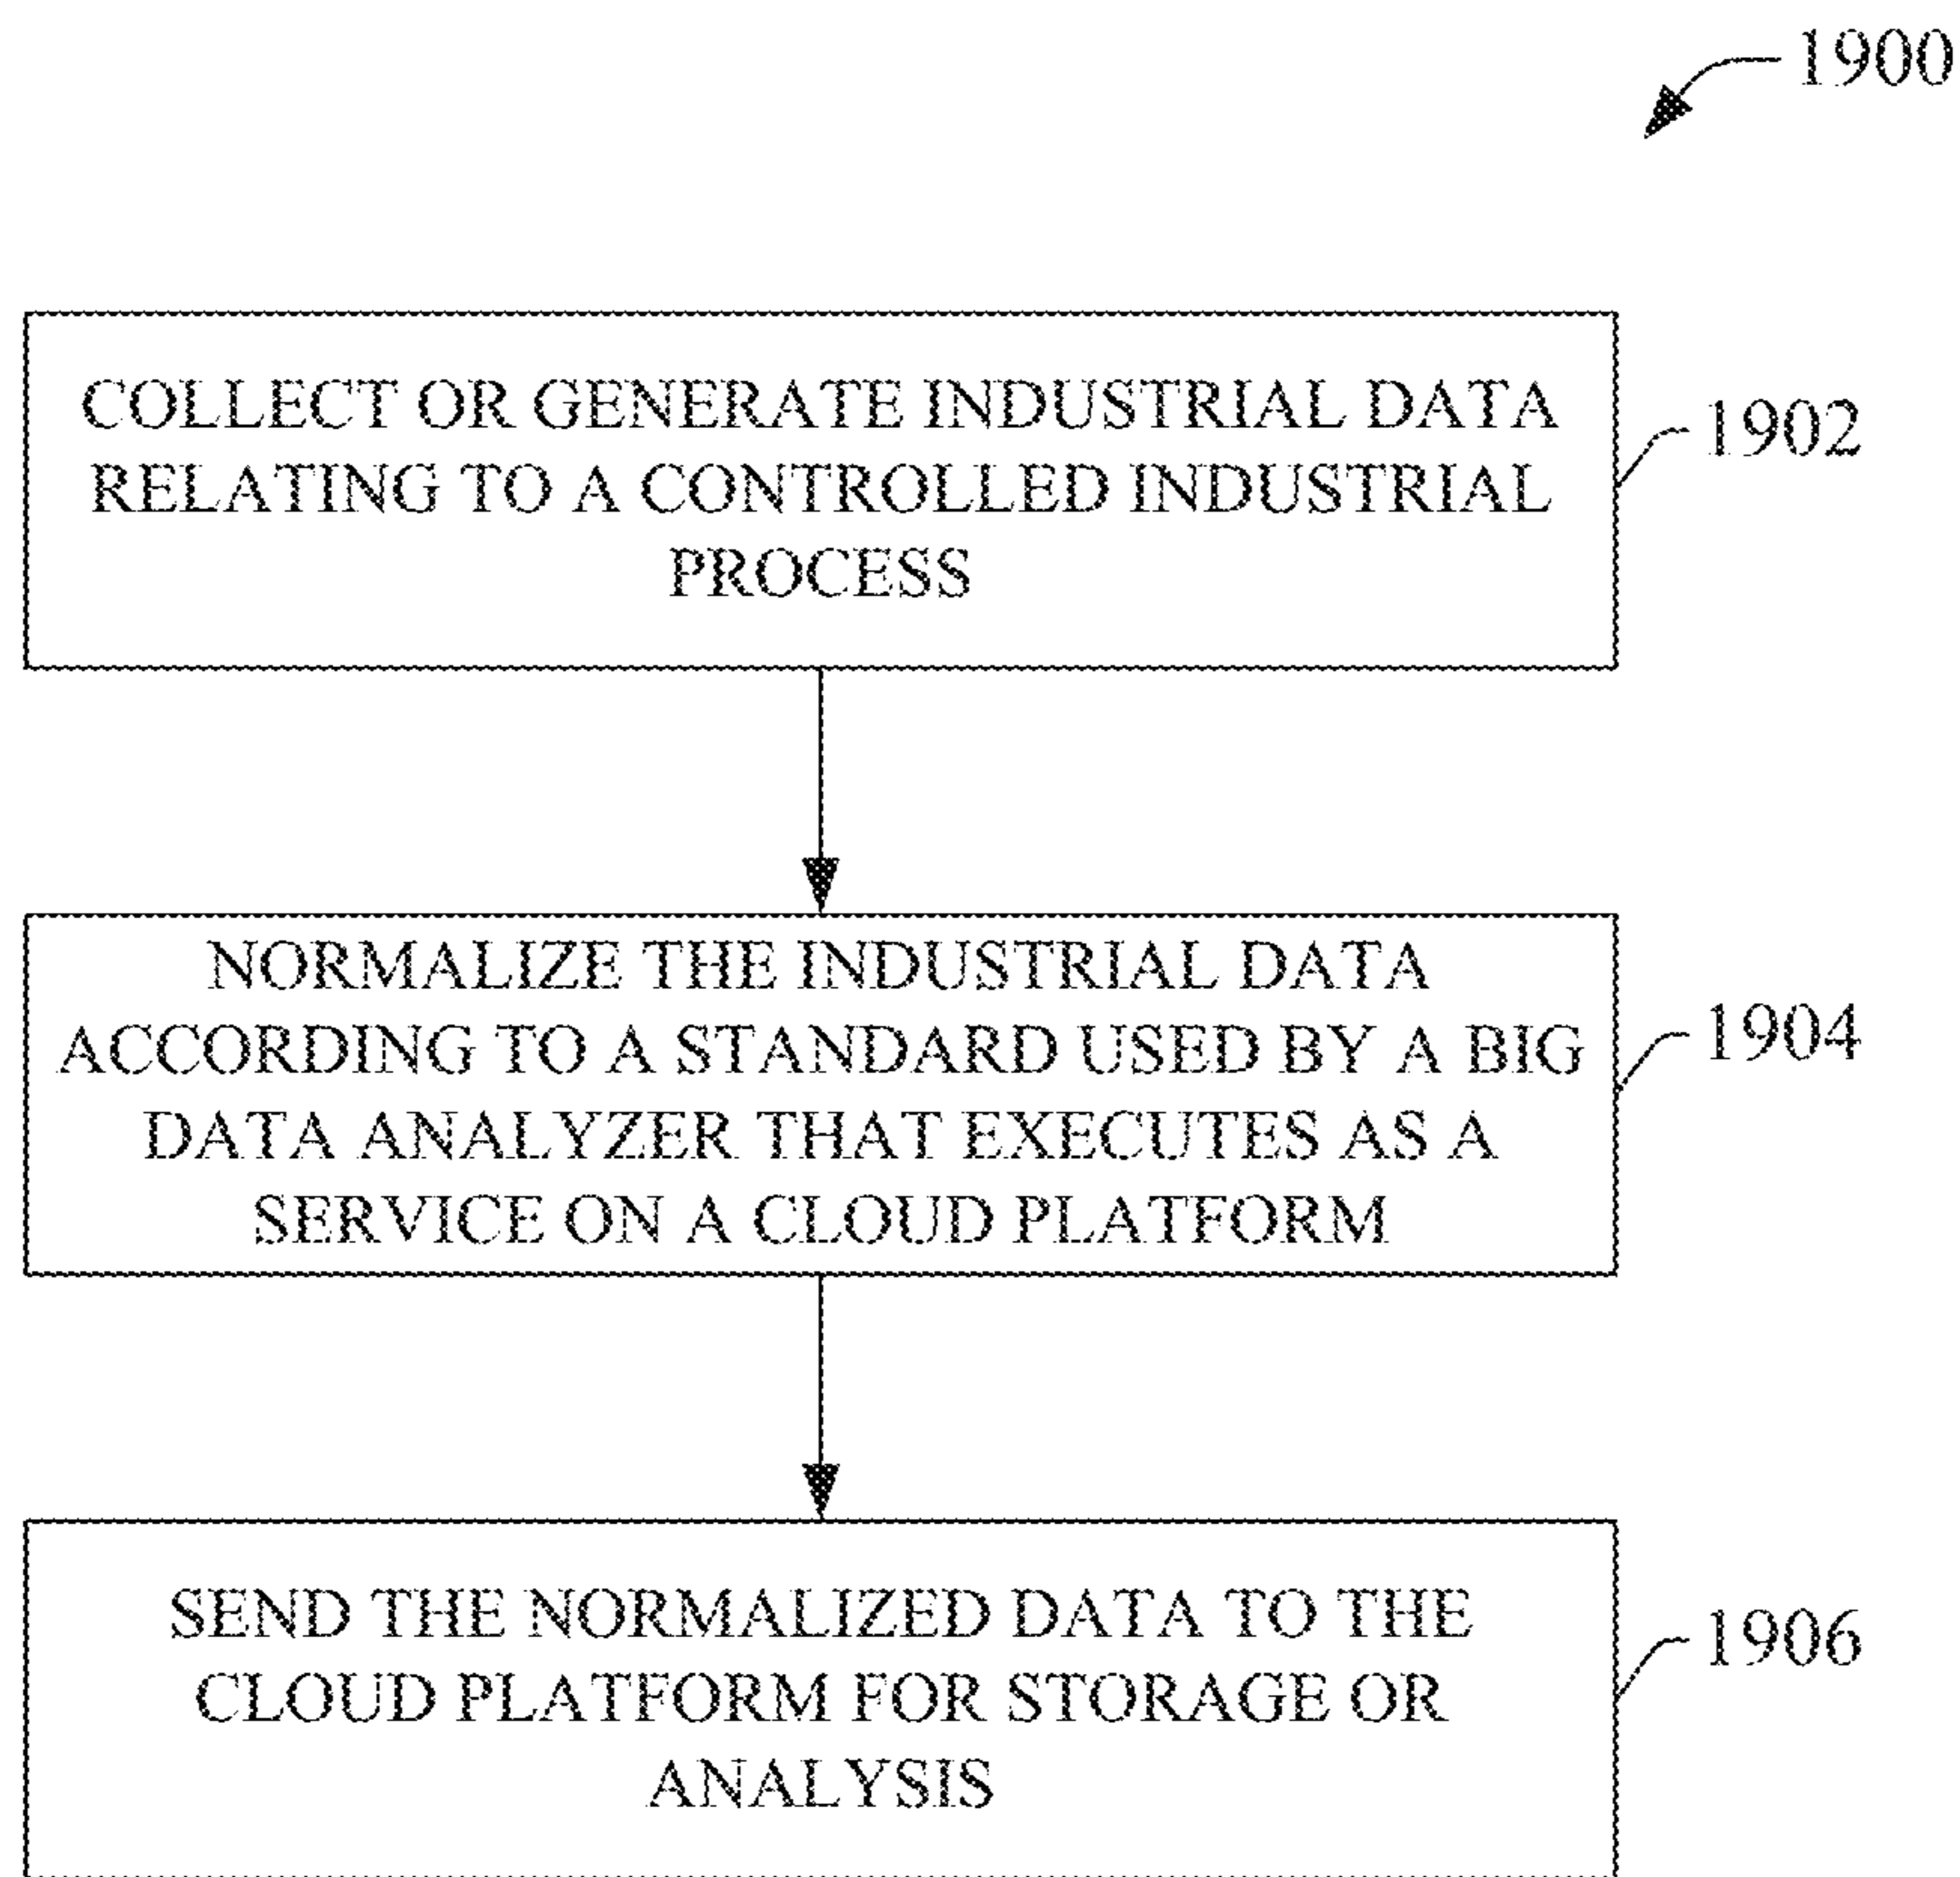 1900
COLLECT OR GENERATE INDUSTRIAL DATA
RELATING TO A CONTROLLED INDUSTRIAL
PROCESS
1902
NORMALIZE THE INDUSTRIAL DATA
ACCORDING TO A STANDARD USED BY A BIG
DATA ANALYZER THAT EXECUTES AS A
SERVICE ON A CLOUD PLATFORM
1904
SEND THE NORMALIZED DATA TO THE
CLOUD PLATFORM FOR STORAGE OR
ANALYSIS
1906